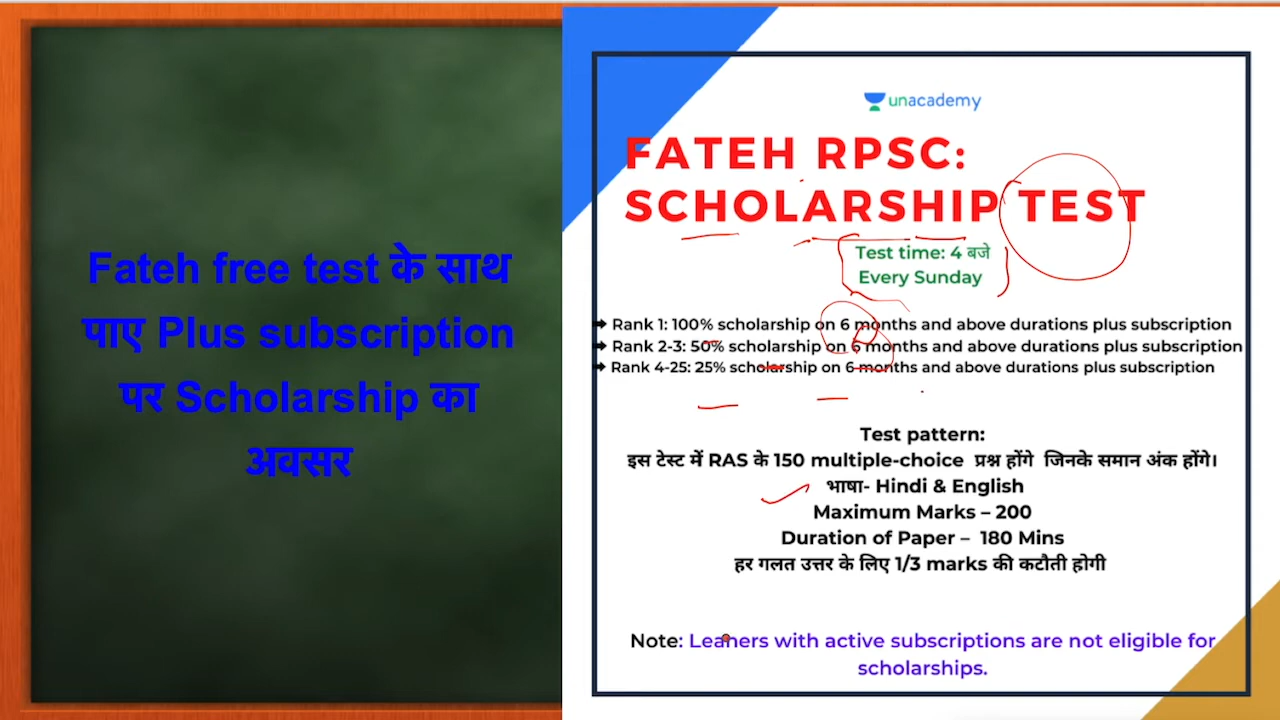 Fateh free test के साथ
पाए Plus subscription
पर Scholarship का
अवसर
unacademy
FATEH RPSC:
SCHOLARSHIP TEST
Test time: 4 बजे
Every Sunday
Rank 1: 100% scholarship on 6 months and above durations plus subscription
Rank 2-3: 50% scholarship on 6 months and above durations plus subscription
Rank 4-25: 25% scholarship on 6 months and above durations plus subscription
Test pattern:
इस टेस्ट में RAS के 150 multiple-choice प्रश्न होंगे जिनके समान अंक होंगे।
भाषा- Hindi & English
Maximum Marks – 200
Duration of Paper – 180 Mins
हर गलत उत्तर के लिए 1/3 marks की कटौती होगी
Note: Leaners with active subscriptions are not eligible for
scholarships.